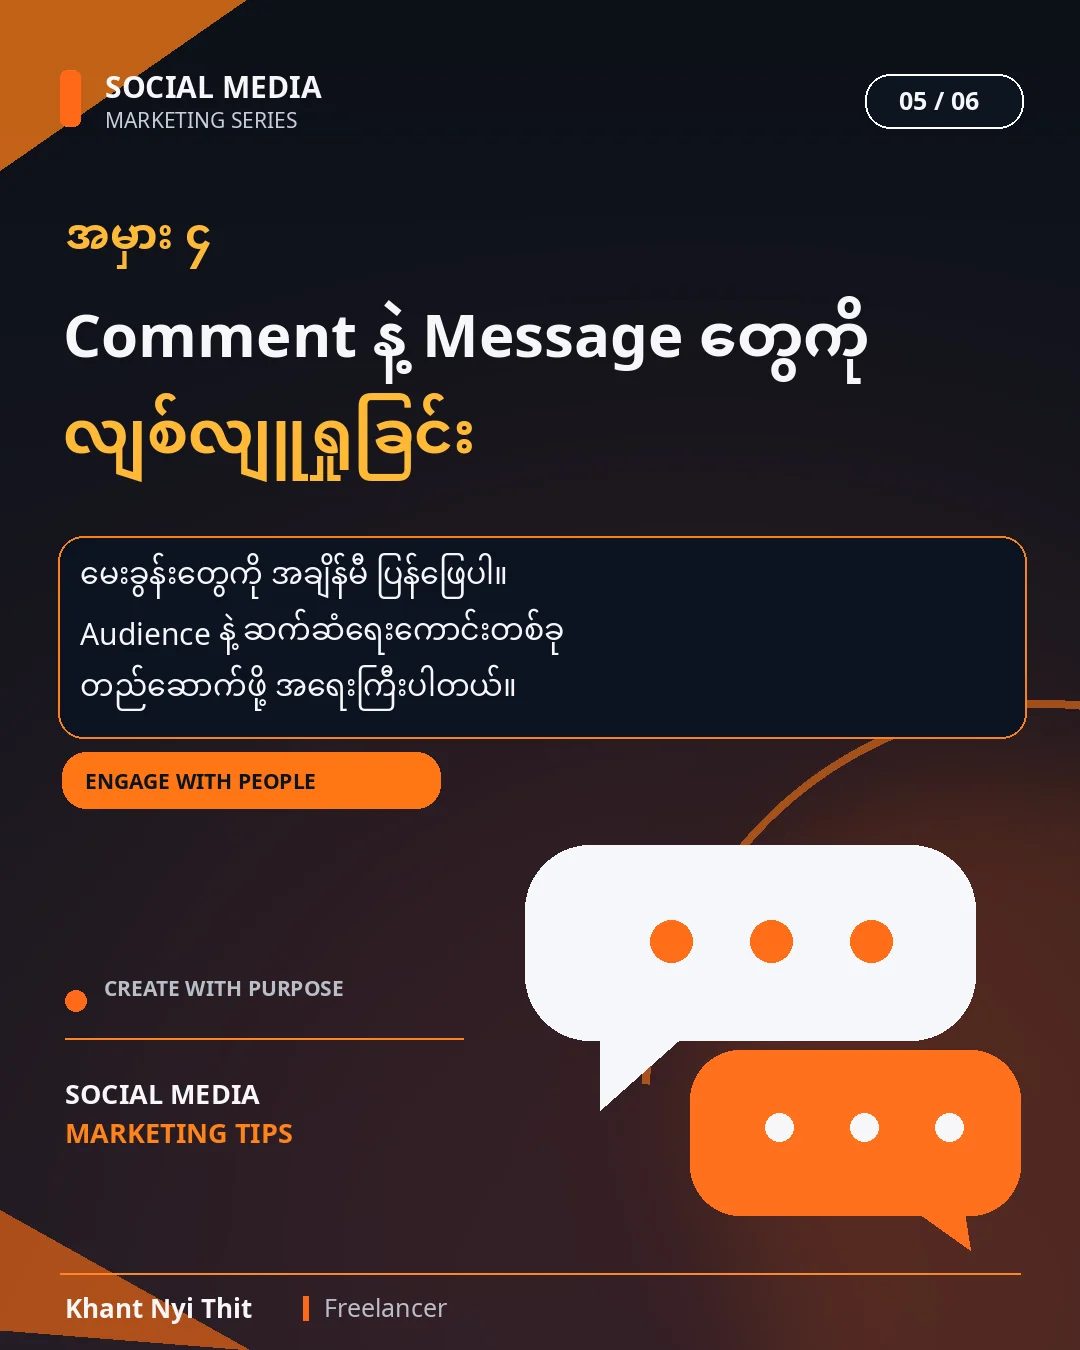 SOCIAL MEDIA
MARKETING SERIES
05 / 06
အမှား ၄
Comment နဲ့ Message တွေကို
လျစ်လျူရှုခြင်း
မေးခွန်းတွေကို အချိန်မီ ပြန်ဖြေပါ။
Audience နဲ့ ဆက်ဆံရေးကောင်းတစ်ခု
တည်ဆောက်ဖို့ အရေးကြီးပါတယ်။
ENGAGE WITH PEOPLE
CREATE WITH PURPOSE
SOCIAL MEDIA
MARKETING TIPS
Khant Nyi Thit
Freelancer